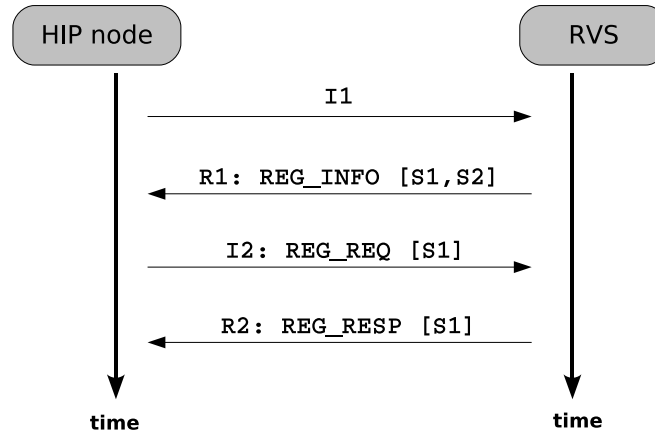 HIP node
RVS
I1
R1: REG_INFO [S1,S2]
I2: REG_REQ [S1]
R2: REG_RESP [S1]
time
time